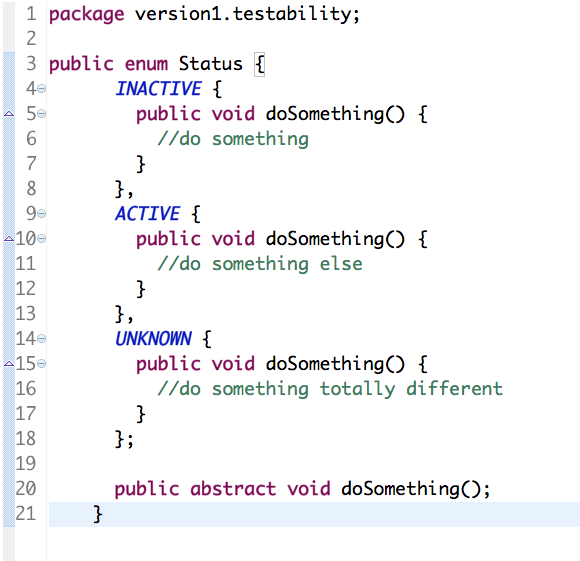 1 package version1.testability;
2
3 public enum Status {
4 INACTIVE {
5 public void doSomething() {
6 //do something
7 }
8 },
9 ACTIVE {
10 public void doSomething() {
11 //do something else
12 }
13 },
14 UNKNOWN {
15 public void doSomething() {
16 //do something totally different
17 }
18 };
19
20 public abstract void doSomething();
21 }